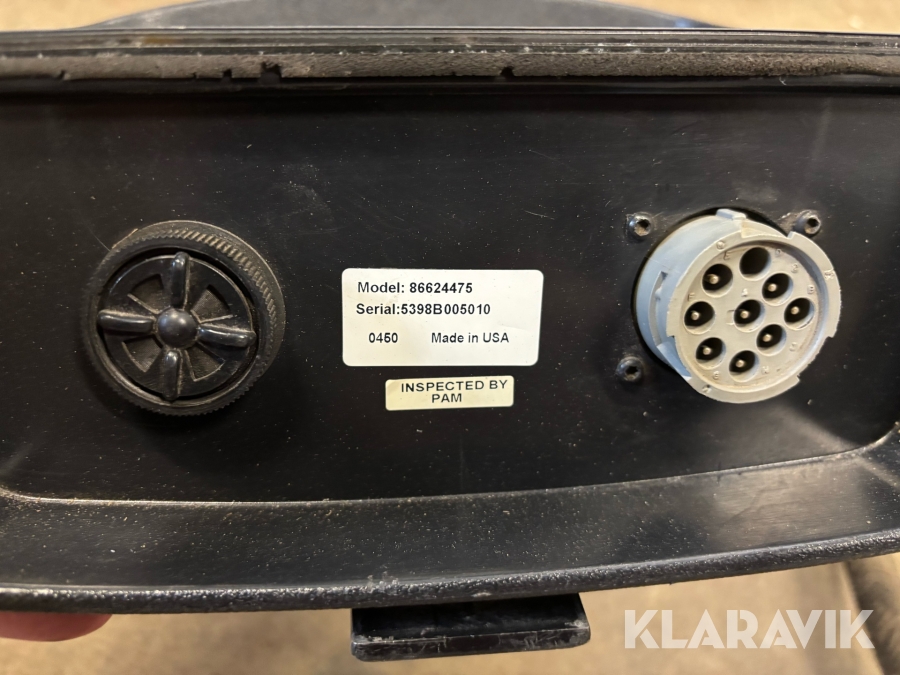 Model: 86624475
Serial:5398B005010
0450 Made in USA
INSPECTED BY
PAM
KLARAVIK